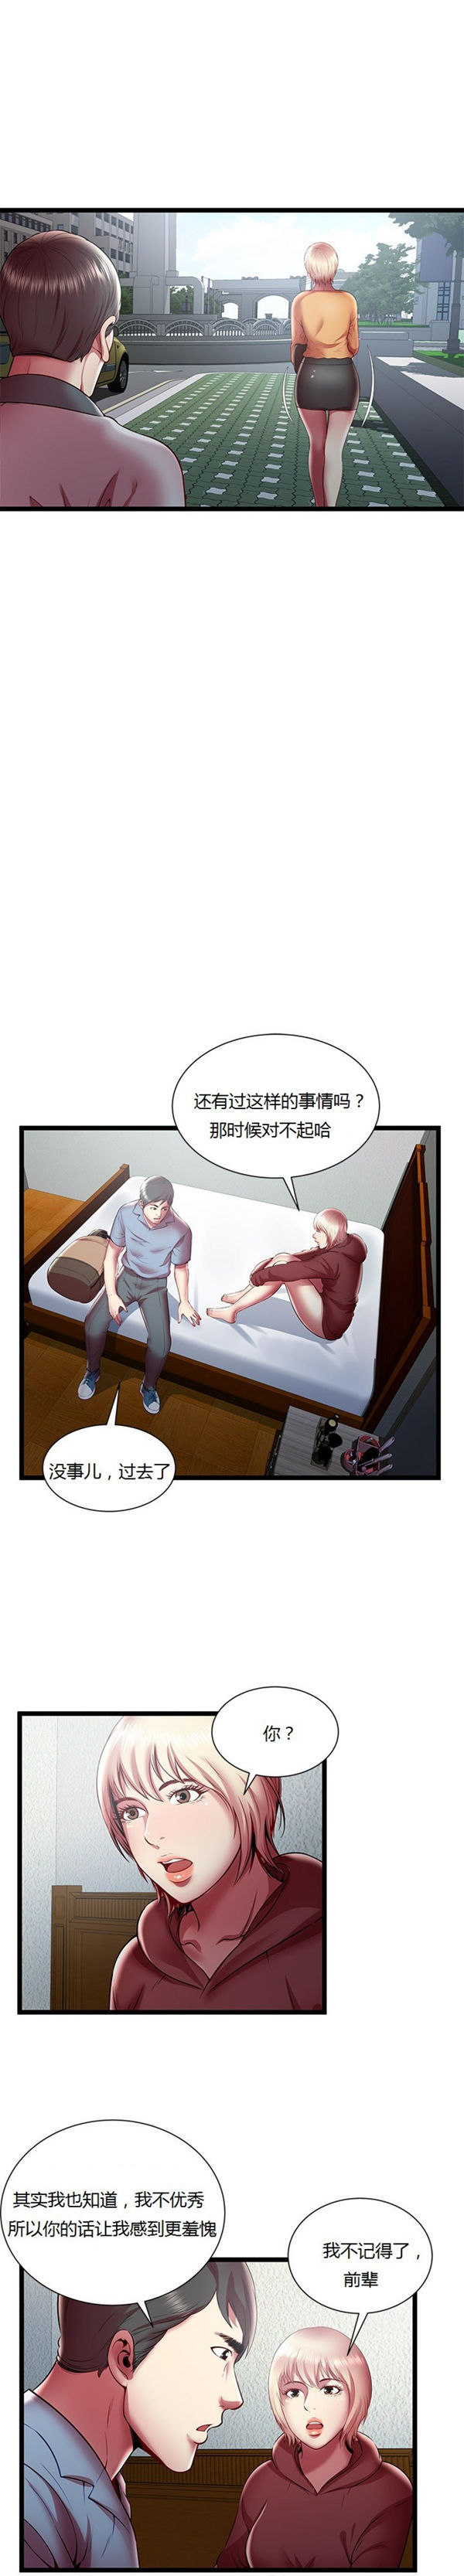 还有过这样的事情吗？
那时候对不起哈
没事儿，过去了
你？
其实我也知道，我不优秀
所以你的话让我感到更羞愧
我不记得了，
前辈